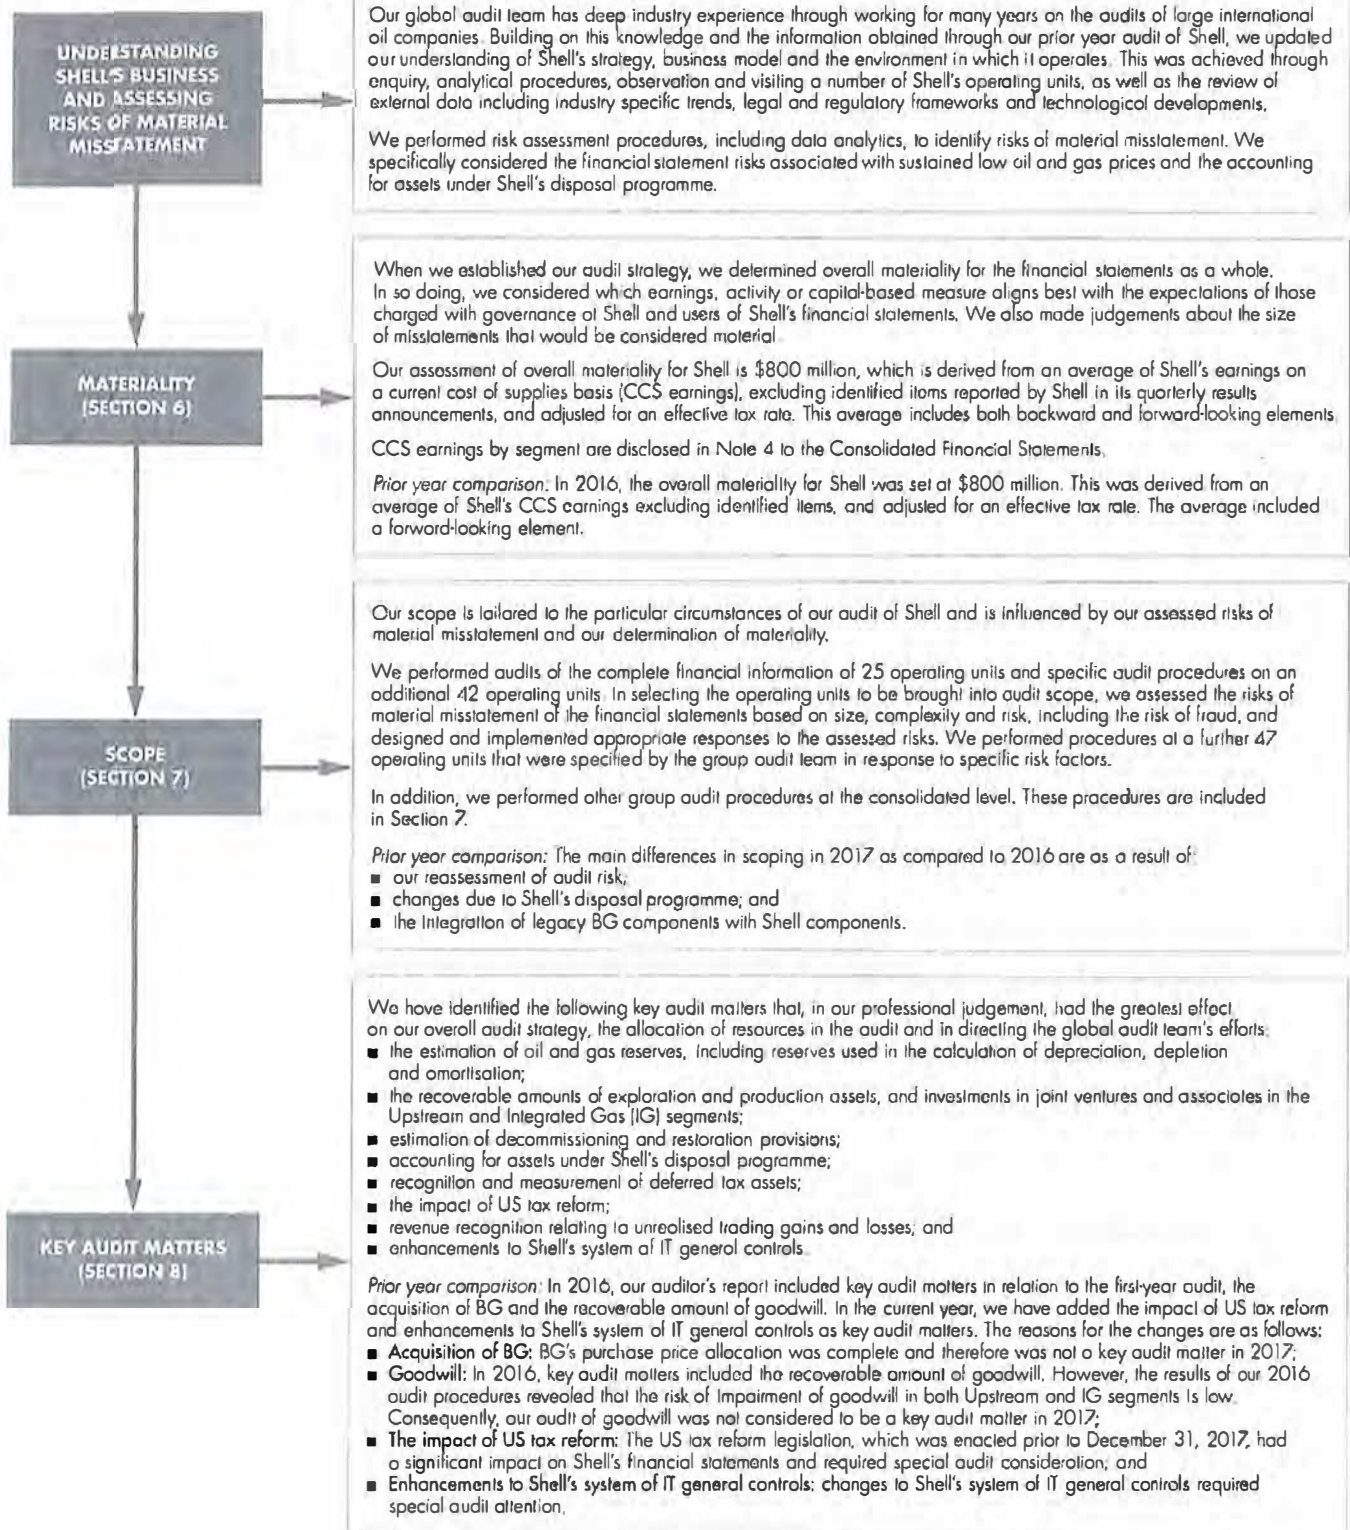 UNDERSTANDING
SHELL'S BUSINESS
AND ASSESSING
RISKS OF MATERIAL
MISSTATEMENT
Our global audit team has deep industry experience through working for many years on the audits of large international
oil companies. Building on this knowledge and the information obtained through our prior year audit of Shell, we updated
our understanding of Shell's strategy, business model and the environment in which it operates. This was achieved through
enquiry, analytical procedures, observation and visiting a number of Shell's operating units, as well as the review of
external data including industry specific trends, legal and regulatory frameworks and technological developments.
We performed risk assessment procedures, including data analytics, to identify risks of material misstatement. We
specifically considered the financial statement risks associated with sustained low oil and gas prices and the accounting
for assets under Shell's disposal programme.
MATERIALITY
(SECTION 6)
When we established our audit strategy, we determined overall materiality for the financial statements as a whole.
In so doing, we considered which earnings, activity or capital-based measure aligns best with the expectations of those
charged with governance at Shell and users of Shell's financial statements. We also made judgements about the size
of misstatements that would be considered material.
Our assessment of overall materiality for Shell is $800 million, which is derived from an average of Shell's earnings on
a current cost of supplies basis (CCS earnings), excluding identified items reported by Shell in its quarterly results
announcements, and adjusted for an effective tax rate. This average includes both backward and forward-looking elements.
CCS earnings by segment are disclosed in Note 4 to the Consolidated Financial Statements.
Prior year comparison: In 2016, the overall materiality for Shell was set at $800 million. This was derived from an
average of Shell's CCS earnings excluding identified items, and adjusted for an effective tax rate. The average included
a forward-looking element.
SCOPE
(SECTION 7)
Our scope is tailored to the particular circumstances of our audit of Shell and is influenced by our assessed risks of
material misstatement and our determination of materiality.
We performed audits of the complete financial information of 25 operating units and specific audit procedures on an
additional 42 operating units. In selecting the operating units to be brought into audit scope, we assessed the risks of
material misstatement of the financial statements based on size, complexity and risk, including the risk of fraud, and
designed and implemented appropriate responses to the assessed risks. We performed procedures at a further 47
operating units that were specified by the group audit team in response to specific risk factors.
In addition, we performed other group audit procedures at the consolidated level. These procedures are included
in Section 7.
Prior year comparison: The main differences in scoping in 2017 as compared to 2016 are as a result of:
■ our reassessment of audit risk;
■ changes due to Shell's disposal programme; and
■ the Integration of legacy BG components with Shell components.
KEY AUDIT MATTERS
(SECTION 8)
We have identified the following key audit matters that, in our professional judgement, had the greatest effect
on our overall audit strategy, the allocation of resources in the audit and in directing the global audit team's efforts:
■ the estimation of oil and gas reserves, including reserves used in the calculation of depreciation, depletion
and amortisation;
■ the recoverable amounts of exploration and production assets, and investments in joint ventures and associates in the
Upstream and Integrated Gas (IG) segments;
■ estimation of decommissioning and restoration provisions;
■ accounting for assets under Shell's disposal programme;
■ recognition and measurement of deferred tax assets;
■ the impact of US tax reform;
■ revenue recognition relating to unrealised trading gains and losses; and
■ enhancements to Shell's system of IT general controls.
Prior year comparison: In 2016, our auditor's report included key audit matters in relation to the first-year audit, the
acquisition of BG and the recoverable amount of goodwill. In the current year, we have added the impact of US tax reform
and enhancements to Shell's system of IT general controls as key audit matters. The reasons for the changes are as follows:
■ Acquisition of BG: BG's purchase price allocation was complete and therefore was not a key audit matter in 2017;
■ Goodwill: In 2016, key audit matters included the recoverable amount of goodwill. However, the results of our 2016
audit procedures revealed that the risk of Impairment of goodwill in both Upstream and IG segments is low.
Consequently, our audit of goodwill was not considered to be a key audit matter in 2017;
■ The impact of US tax reform: The US tax reform legislation, which was enacted prior to December 31, 2017, had
a significant impact on Shell's financial statements and required special audit consideration; and
■ Enhancements to Shell's system of IT general controls: changes to Shell's system of IT general controls required
special audit attention.